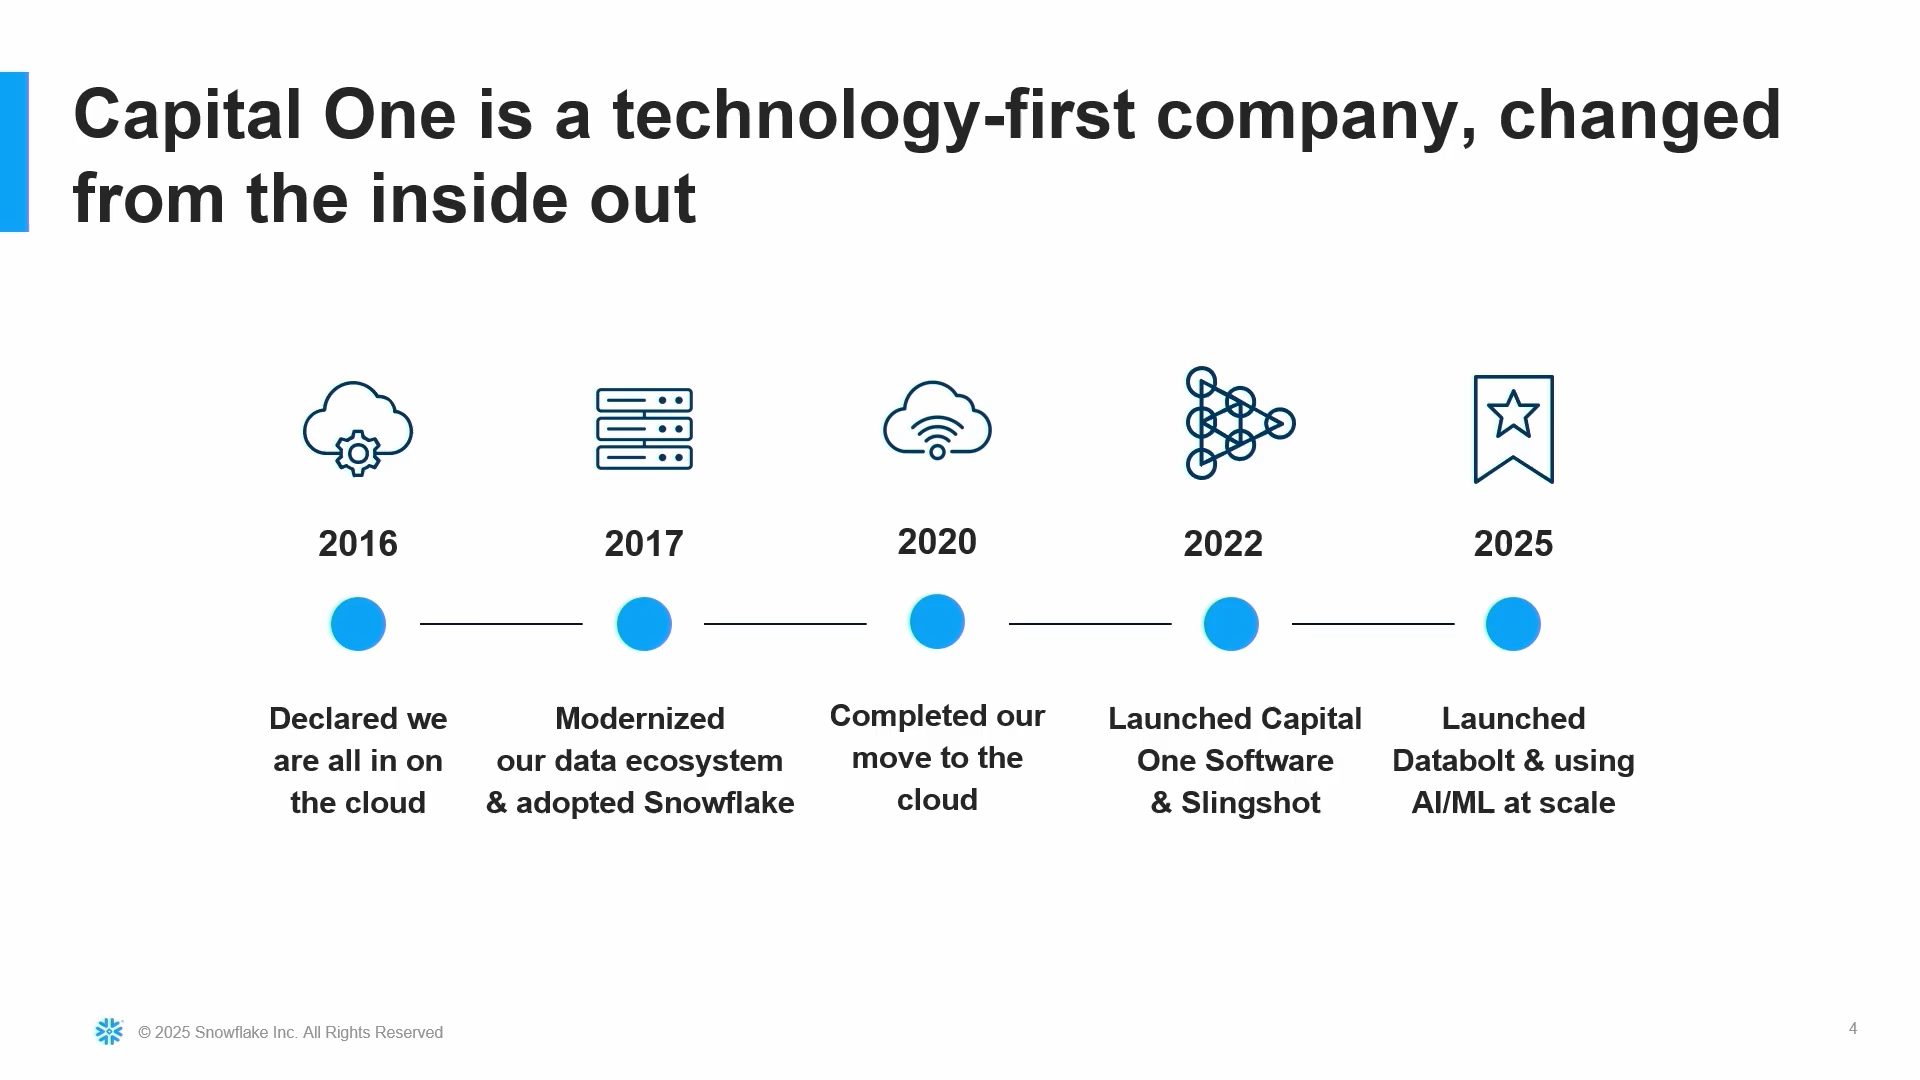 Capital One is a technology-first company, changed
from the inside out
2016
2017
2020
2022
2025
Declared we
are all in on
the cloud
Modernized
our data ecosystem
& adopted Snowflake
Completed our
move to the
cloud
Launched Capital
One Software
& Slingshot
Launched
Databolt & using
AI/ML at scale
© 2025 Snowflake Inc. All Rights Reserved
4